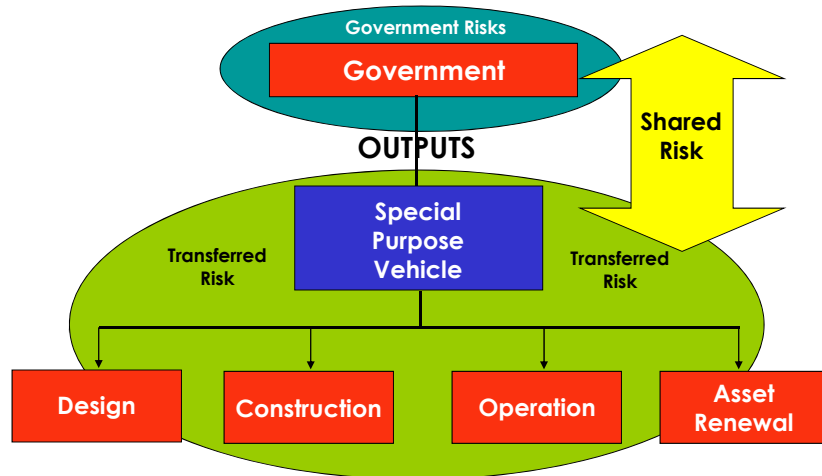 Government Risks
Government
Shared
Risk
OUTPUTS
Special
Purpose
Vehicle
Transferred
Risk
Transferred
Risk
Design
Construction
Operation
Asset
Renewal